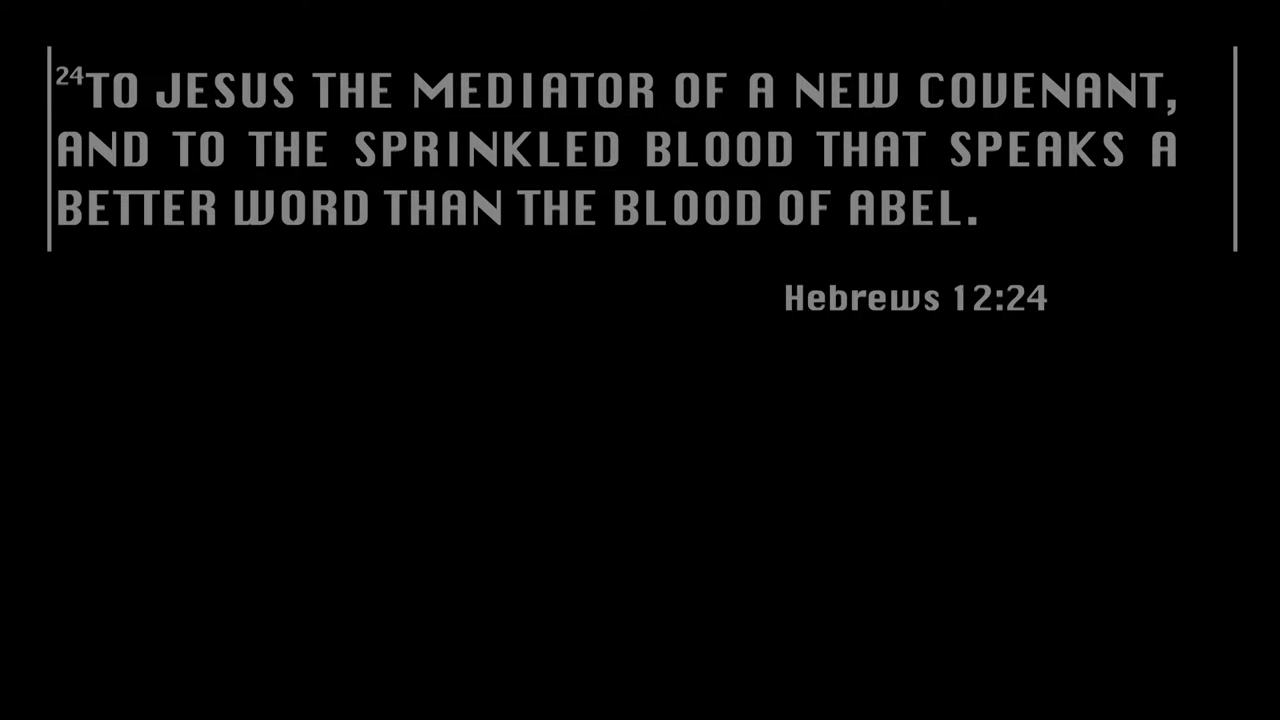 24TO JESUS THE MEDIATOR OF A NEW COVENANT,
AND TO THE SPRINKLED BLOOD THAT SPEAKS A
BETTER WORD THAN THE BLOOD OF ABEL.
Hebrews 12:24